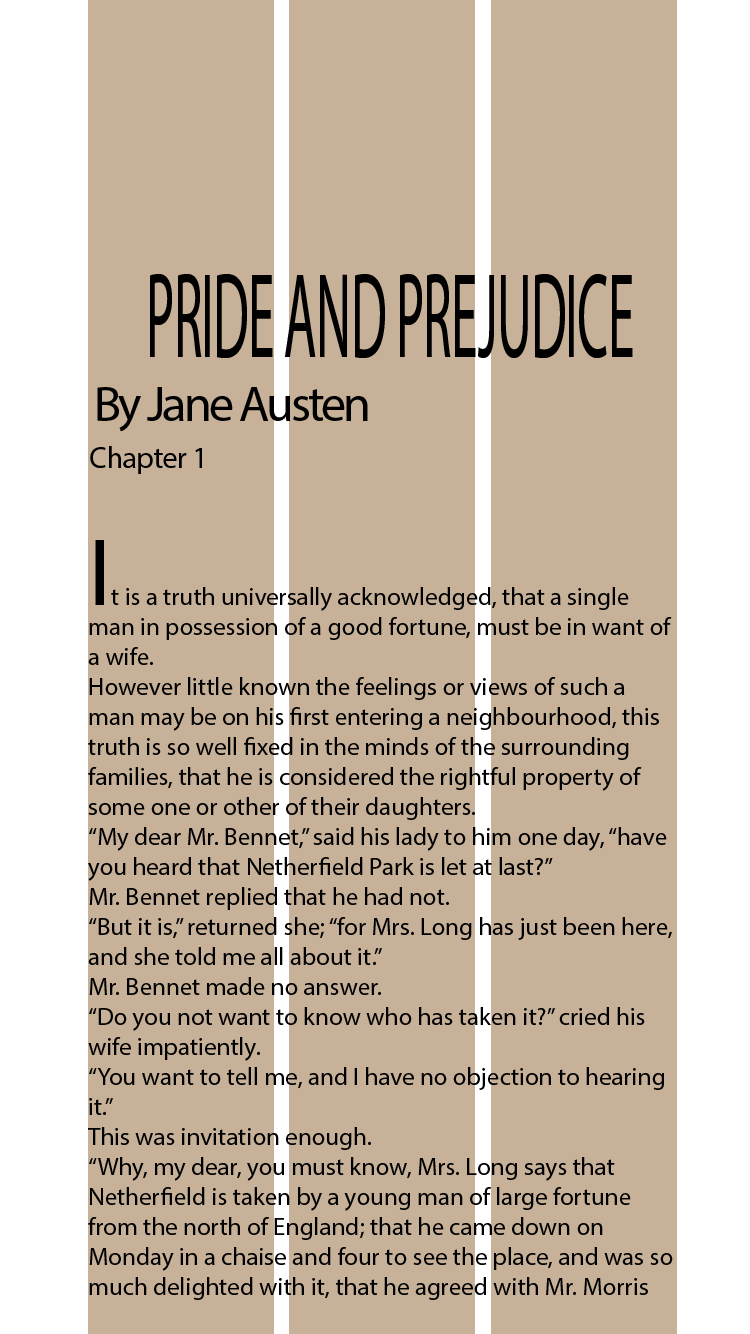 PRIDE AND PREJUDICE
By Jane Austen
Chapter 1
It is a truth universally acknowledged, that a single
man in possession of a good fortune, must be in want of
a wife.
However little known the feelings or views of such a
man may be on his first entering a neighbourhood, this
truth is so well fixed in the minds of the surrounding
families, that he is considered the rightful property of
some one or other of their daughters.
“My dear Mr. Bennet,” said his lady to him one day, “have
you heard that Netherfield Park is let at last?”
Mr. Bennet replied that he had not.
“But it is,” returned she; “for Mrs. Long has just been here,
and she told me all about it.”
Mr. Bennet made no answer.
“Do you not want to know who has taken it?” cried his
wife impatiently.
“You want to tell me, and I have no objection to hearing
it.”
This was invitation enough.
“Why, my dear, you must know, Mrs. Long says that
Netherfield is taken by a young man of large fortune
from the north of England; that he came down on
Monday in a chaise and four to see the place, and was so
much delighted with it, that he agreed with Mr. Morris